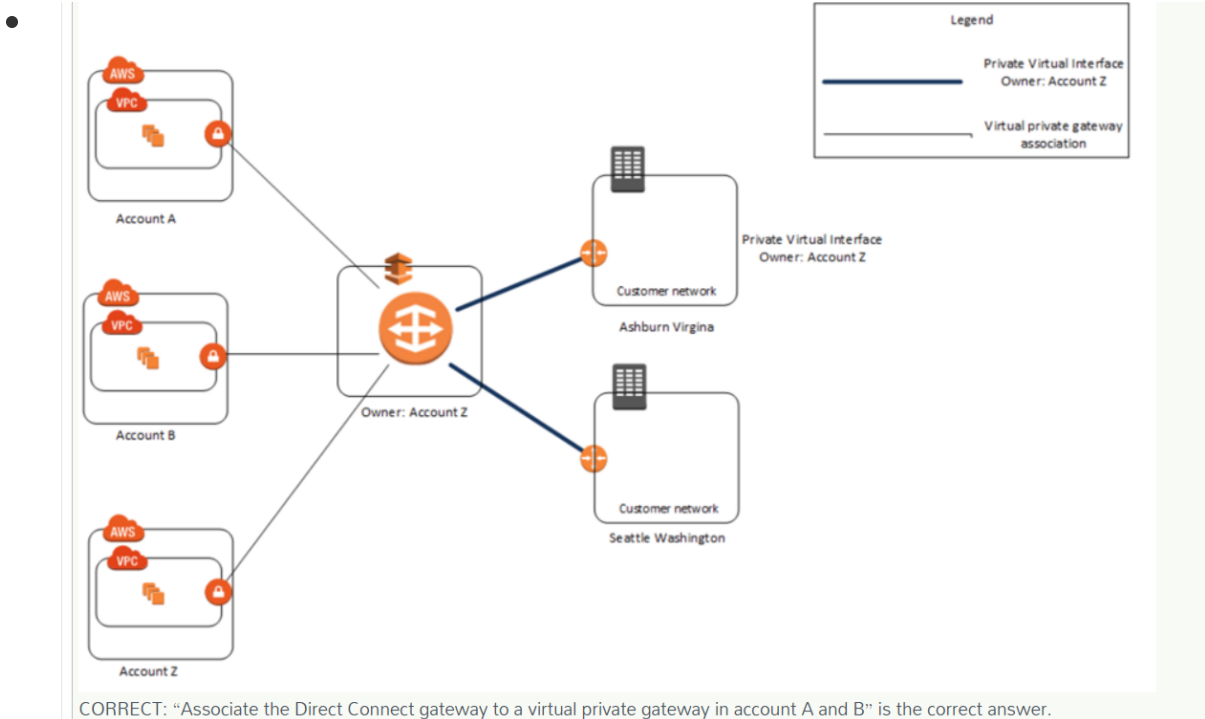 Legend
Private Virtual Interface
Owner: Account Z
Virtual private gateway
association
AWS
VPC
Account A
AWS
VPC
Account B
AWS
VPC
Account Z
Owner: Account Z
Customer network
Ashburn Virgina
Private Virtual Interface
Owner: Account Z
Customer network
Seattle Washington
CORRECT: “Associate the Direct Connect gateway to a virtual private gateway in account A and B” is the correct answer.